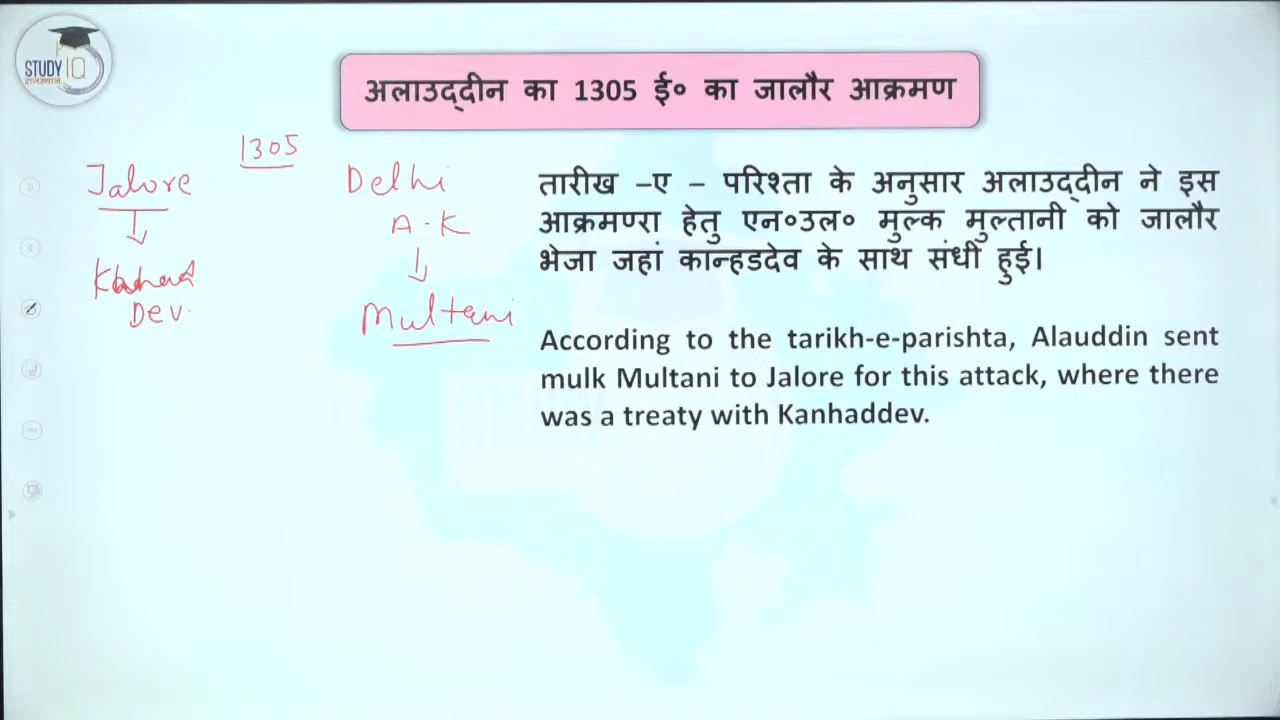 STUDY IQ
राजस्थान
अलाउद्दीन का 1305 ई० का जालौर आक्रमण
1305
Jalore
Dev
Delhi
A-K
Multani
तारीख –ए – परिश्ता के अनुसार अलाउद्दीन ने इस
आक्रमण्रा हेतु एन०उल० मुल्क मुल्तानी को जालौर
भेजा जहां कान्हडदेव के साथ संधी हुई।
According to the tarikh-e-parishta, Alauddin sent
mulk Multani to Jalore for this attack, where there
was a treaty with Kanhaddev.